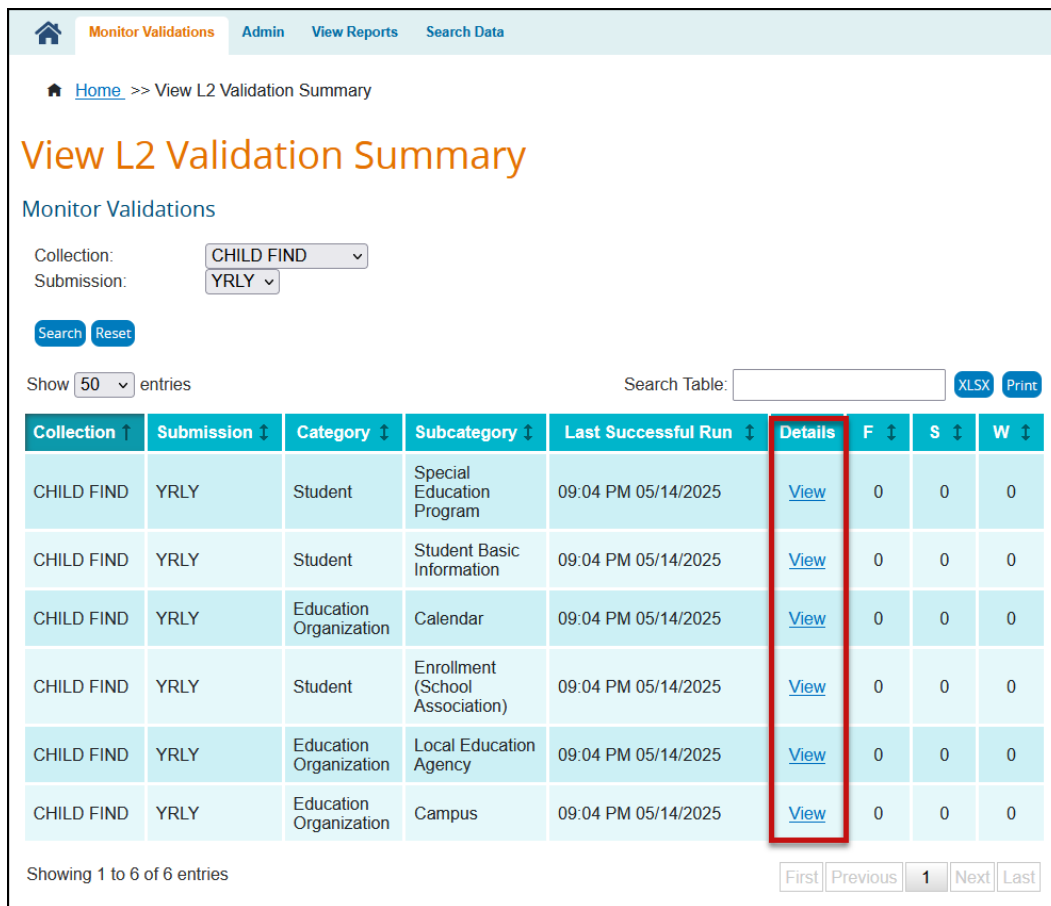 Monitor Validations Admin View Reports Search Data
Home >> View L2 Validation Summary
View L2 Validation Summary
Monitor Validations
Collection: CHILD FIND
Submission: YRLY
Search Reset
Show 50 entries Search Table: XLSX Print
Collection ↑ Submission ↕ Category ↕ Subcategory ↕ Last Successful Run ↕ Details F ↕ S ↕ W ↕
CHILD FIND YRLY Student Special Education Program 09:04 PM 05/14/2025 View 0 0 0
CHILD FIND YRLY Student Student Basic Information 09:04 PM 05/14/2025 View 0 0 0
CHILD FIND YRLY Education Organization Calendar 09:04 PM 05/14/2025 View 0 0 0
CHILD FIND YRLY Student Enrollment (School Association) 09:04 PM 05/14/2025 View 0 0 0
CHILD FIND YRLY Education Organization Local Education Agency 09:04 PM 05/14/2025 View 0 0 0
CHILD FIND YRLY Education Organization Campus 09:04 PM 05/14/2025 View 0 0 0
Showing 1 to 6 of 6 entries First Previous 1 Next Last